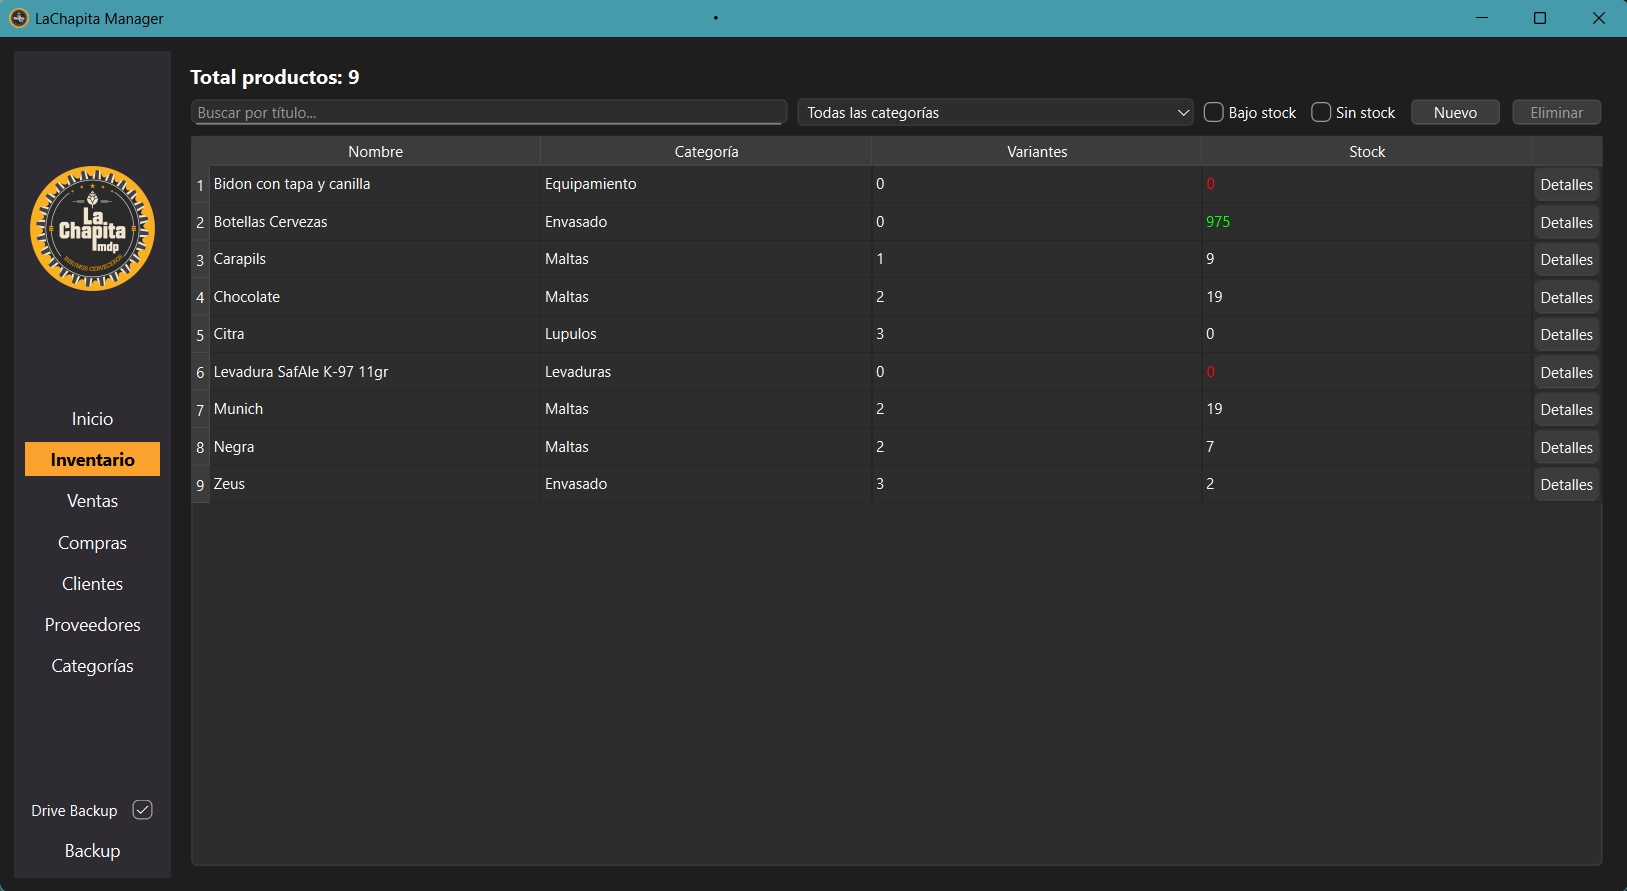 LaChapita Manager
La
Chapita
mdp
INSUMOS CERVECEROS
Inicio
Inventario
Ventas
Compras
Clientes
Proveedores
Categorías
Drive Backup
Backup
Total productos: 9
Buscar por título... Todas las categorías Bajo stock Sin stock Nuevo Eliminar
Nombre Categoría Variantes Stock
1 Bidon con tapa y canilla Equipamiento 0 0 Detalles
2 Botellas Cervezas Envasado 0 975 Detalles
3 Carapils Maltas 1 9 Detalles
4 Chocolate Maltas 2 19 Detalles
5 Citra Lupulos 3 0 Detalles
6 Levadura SafAle K-97 11gr Levaduras 0 0 Detalles
7 Munich Maltas 2 19 Detalles
8 Negra Maltas 2 7 Detalles
9 Zeus Envasado 3 2 Detalles